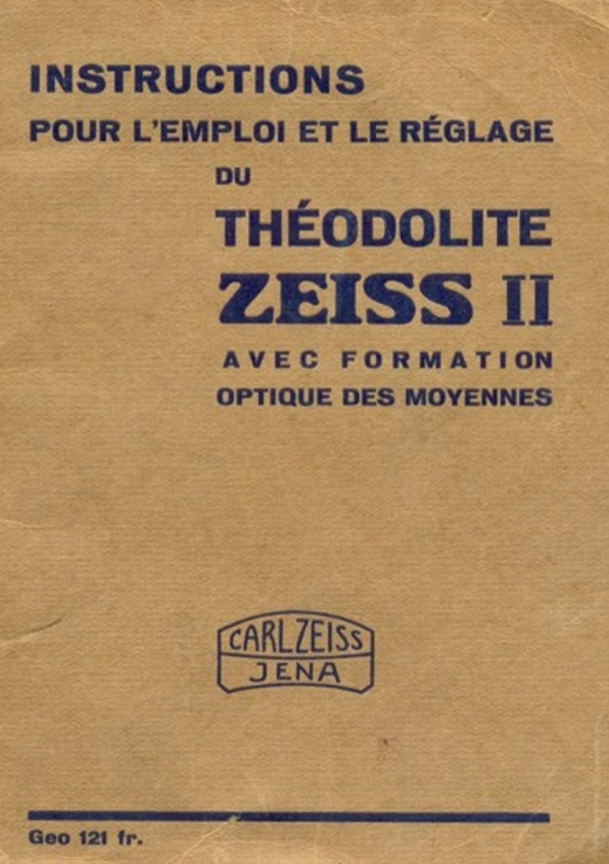 INSTRUCTIONS
POUR L'EMPLOI ET LE RÉGLAGE
DU
THÉODOLITE
ZEISS II
AVEC FORMATION
OPTIQUE DES MOYENNES
CARL ZEISS
JENA
Geo 121 fr.